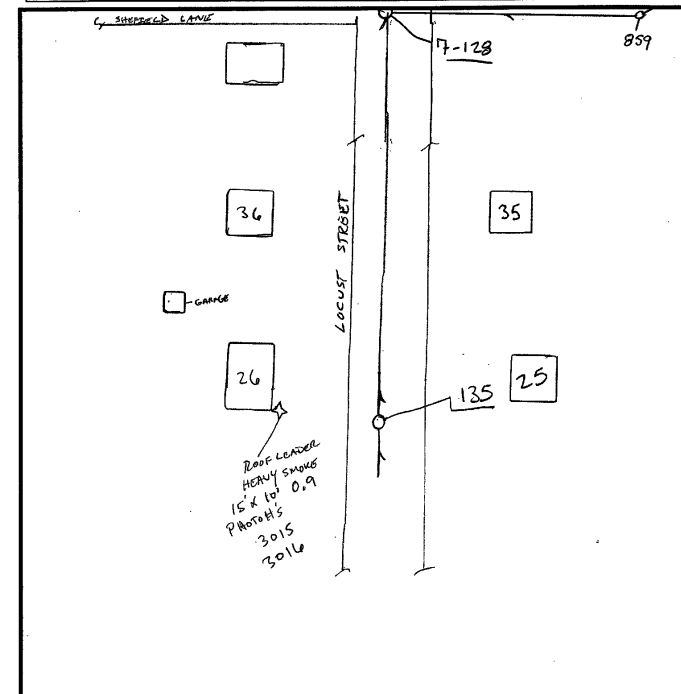 ℄ SHEFIELD LANE
7-128
859
36
35
LOCUST STREET
GARAGE
26
25
135
ROOF LEADER
HEAVY SMOKE
15' X 10' 0.9
PHOTO #'S
3015
3016